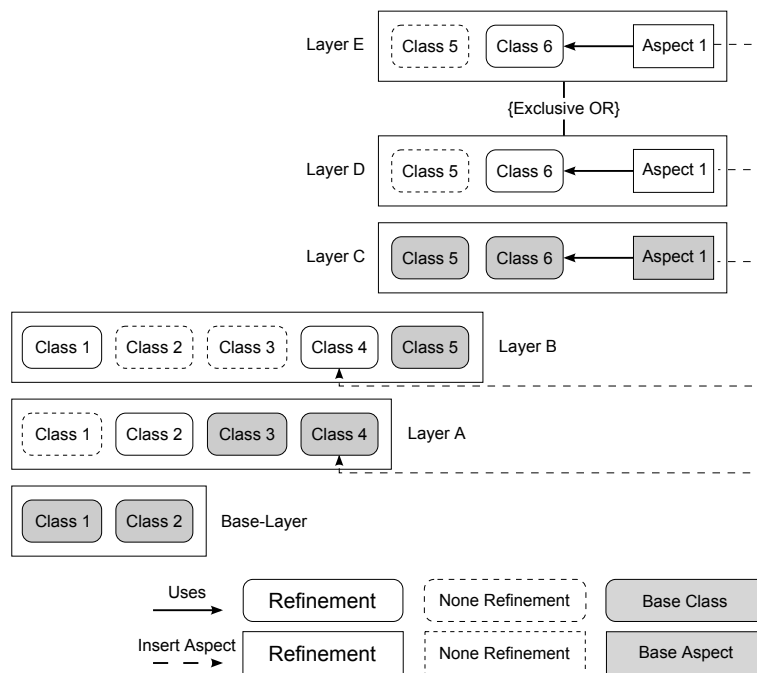 Layer E
Class 5
Class 6
Aspect 1
{Exclusive OR}
Layer D
Class 5
Class 6
Aspect 1
Layer C
Class 5
Class 6
Aspect 1
Class 1
Class 2
Class 3
Class 4
Class 5
Layer B
Class 1
Class 2
Class 3
Class 4
Layer A
Class 1
Class 2
Base-Layer
Uses
Refinement
None Refinement
Base Class
Insert Aspect
Refinement
None Refinement
Base Aspect